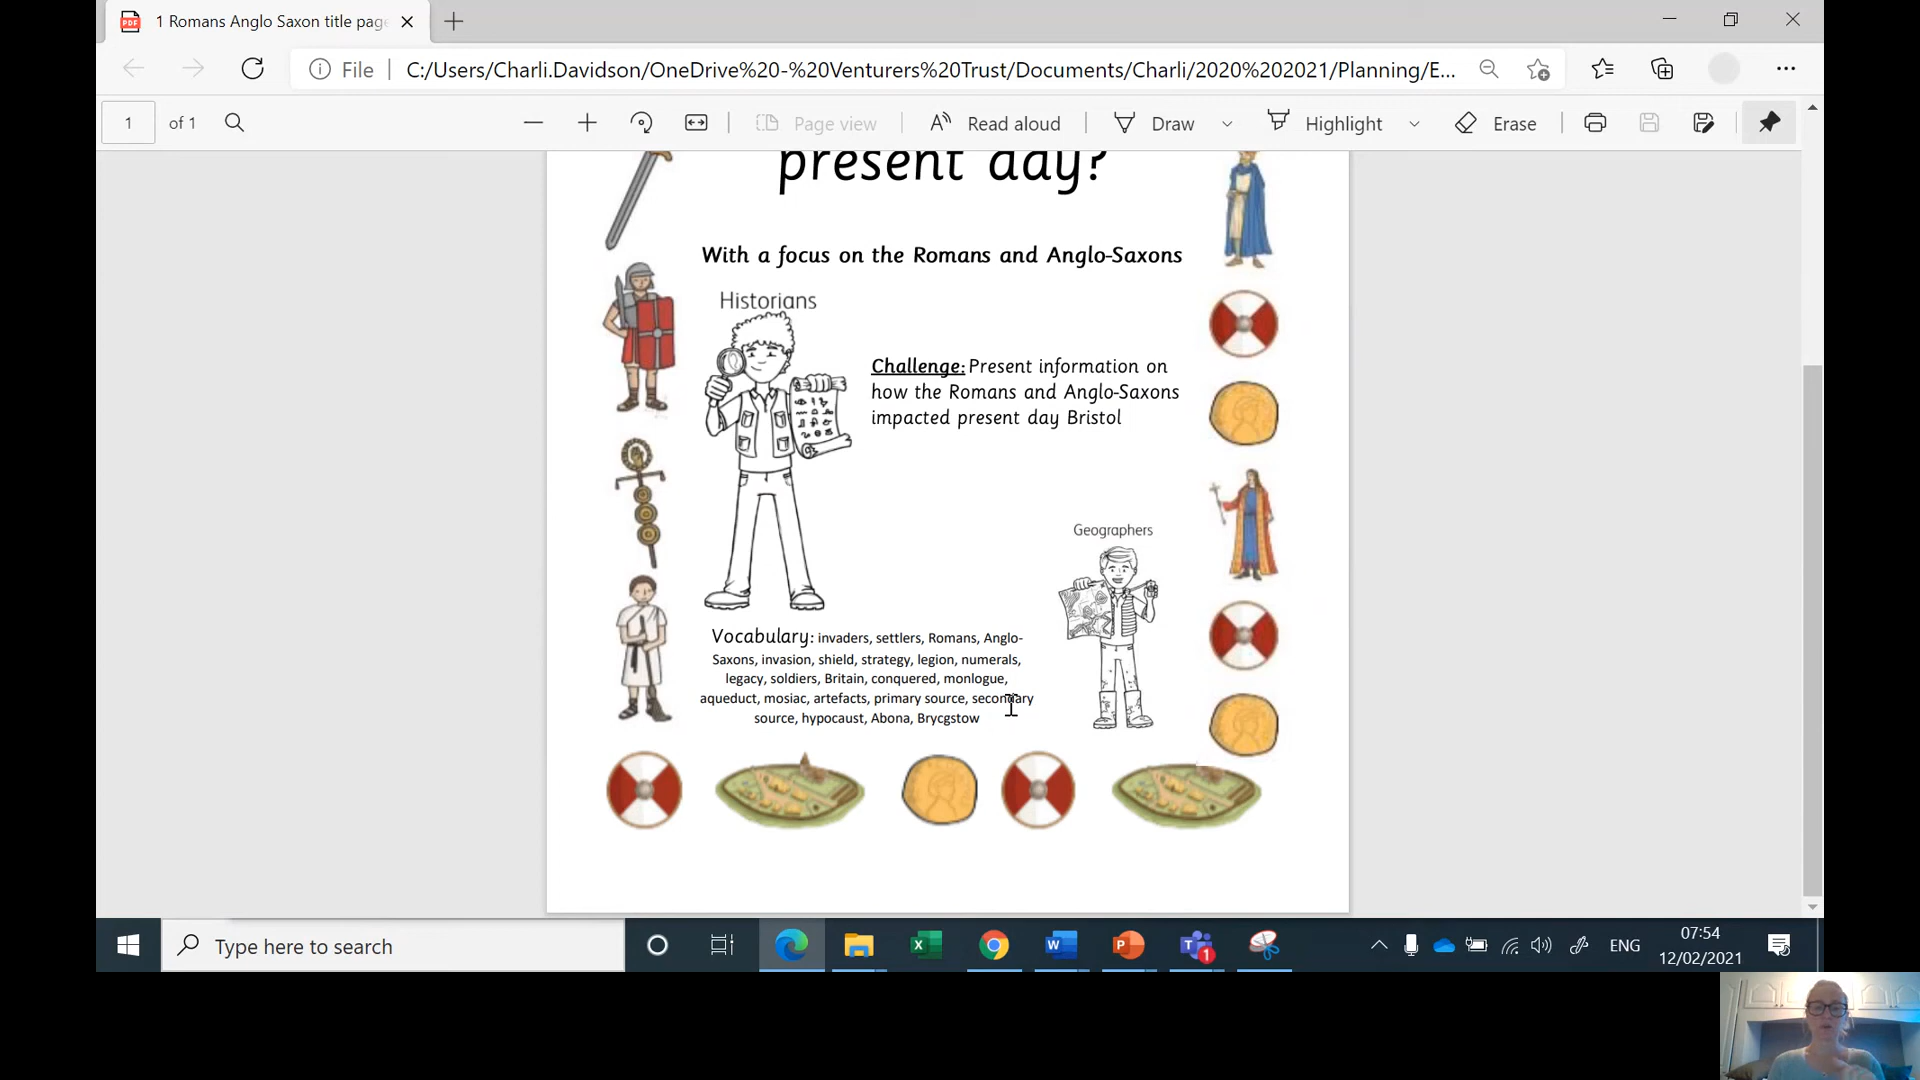 1 Romans Anglo Saxon title page
File
C:/Users/Charli.Davidson/OneDrive%20-%20Venturers%20Trust/Documents/Charli/2020%202021/Planning/E...
1 of 1
Page view
Read aloud
Draw
Highlight
Erase
present day?
With a focus on the Romans and Anglo-Saxons
Historians
Challenge: Present information on
how the Romans and Anglo-Saxons
impacted present day Bristol
Geographers
Vocabulary: invaders, settlers, Romans, Anglo-
Saxons, invasion, shield, strategy, legion, numerals,
legacy, soldiers, Britain, conquered, monlogue,
aqueduct, mosiac, artefacts, primary source, secondary
source, hypocaust, Abona, Brycgstow
Type here to search
1
ENG
07:54
12/02/2021